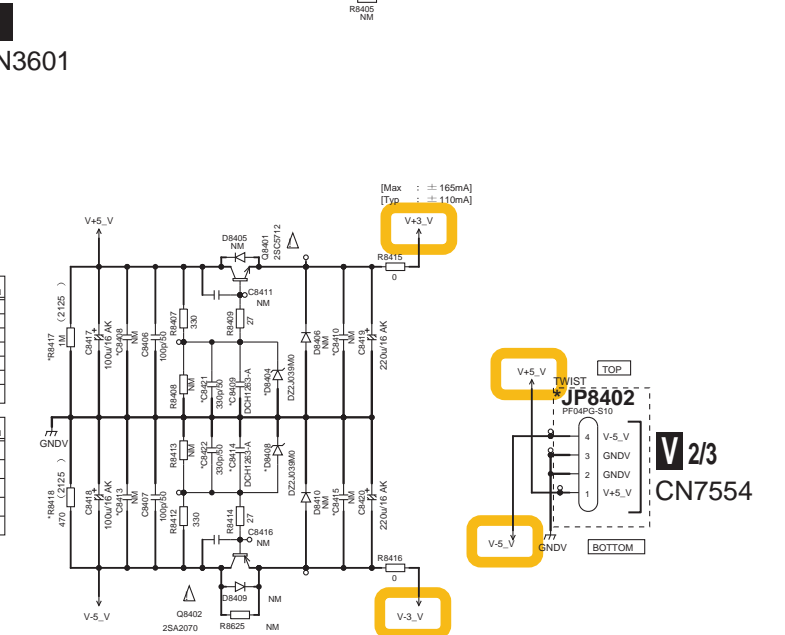 R8405
NM
N3601
[Max : ±165mA]
[Typ : ±110mA]
V+5_V
V+3_V
D8405
NM
Q8401
2SC5712
R8415
0
C8411
NM
*R8417
1M
(2125)
C8417
100u/16 AK
*C8408
NM
C8406
100p/50
R8407
330
R8409
27
D8406
NM
*C8410
NM
C8419
220u/16 AK
R8408
NM
*C8421
330p/50
*C8409
DCH1263-A
*D8404
DZ2J039M0
GNDV
*R8418
470
(2125)
C8418
100u/16 AK
*C8413
NM
C8407
100p/50
R8413
NM
*C8422
330p/50
*C8414
DCH1263-A
*D8408
DZ2J039M0
R8412
330
R8414
27
D8410
NM
*C8415
NM
C8420
220u/16 AK
C8416
NM
R8416
0
D8409
NM
V-5_V
Q8402
2SA2070
R8625
NM
V-3_V
V+5_V
TOP
TWIST
*JP8402
PF04PG-S10
4 V-5_V
3 GNDV
2 GNDV
1 V+5_V
V 2/3
CN7554
V-5_V
GNDV
BOTTOM